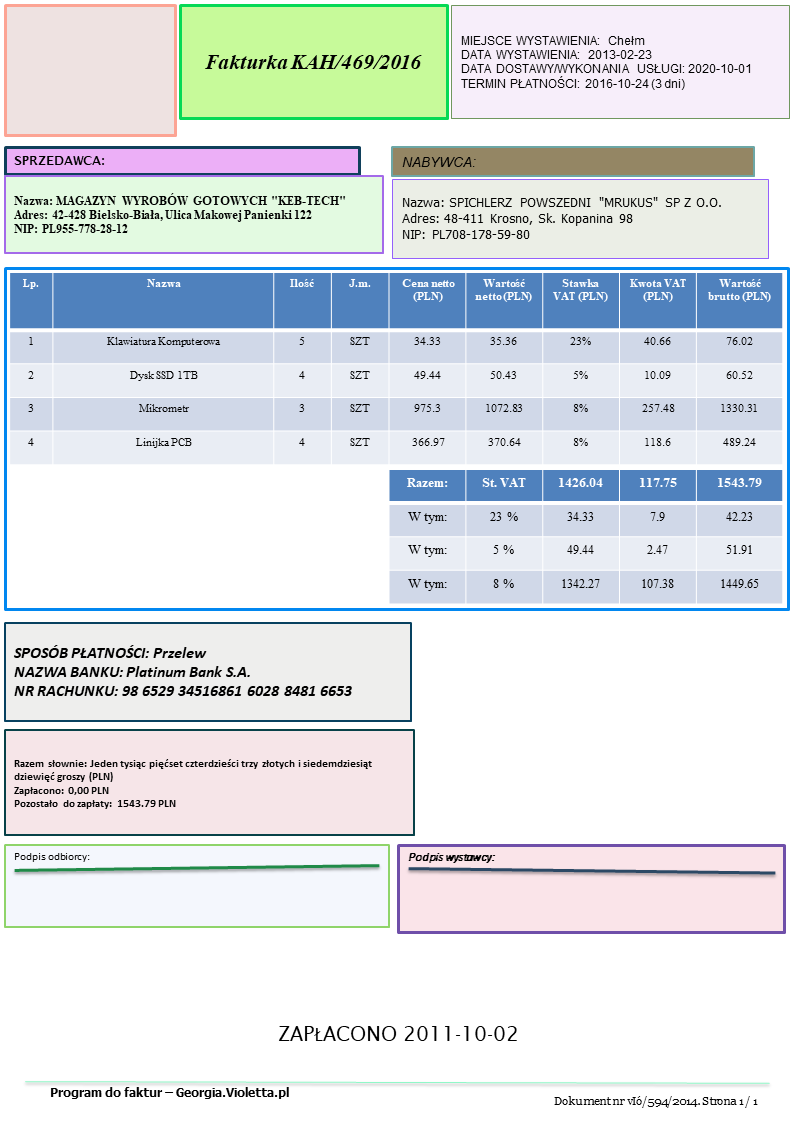 Fakturka KAH/469/2016
MIEJSCE WYSTAWIENIA: Chełm
DATA WYSTAWIENIA: 2013-02-23
DATA DOSTAWY/WYKONANIA USŁUGI: 2020-10-01
TERMIN PŁATNOŚCI: 2016-10-24 (3 dni)
SPRZEDAWCA:
Nazwa: MAGAZYN WYROBÓW GOTOWYCH "KEB-TECH"
Adres: 42-428 Bielsko-Biała, Ulica Makowej Panienki 122
NIP: PL955-778-28-12
NABYWCA:
Nazwa: SPICHLERZ POWSZEDNI "MRUKUS" SP Z O.O.
Adres: 48-411 Krosno, Sk. Kopanina 98
NIP: PL708-178-59-80
Lp. Nazwa Ilość J.m. Cena netto (PLN) Wartość netto (PLN) Stawka VAT (PLN) Kwota VAT (PLN) Wartość brutto (PLN)
1 Klawiatura Komputerowa 5 SZT 34.33 35.36 23% 40.66 76.02
2 Dysk SSD 1TB 4 SZT 49.44 50.43 5% 10.09 60.52
3 Mikrometr 3 SZT 975.3 1072.83 8% 257.48 1330.31
4 Linijka PCB 4 SZT 366.97 370.64 8% 118.6 489.24
Razem: St. VAT 1426.04 117.75 1543.79
W tym: 23 % 34.33 7.9 42.23
W tym: 5 % 49.44 2.47 51.91
W tym: 8 % 1342.27 107.38 1449.65
SPOSÓB PŁATNOŚCI: Przelew
NAZWA BANKU: Platinum Bank S.A.
NR RACHUNKU: 98 6529 34516861 6028 8481 6653
Razem słownie: Jeden tysiąc pięćset czterdzieści trzy złotych i siedemdziesiąt
dziewięć groszy (PLN)
Zapłacono: 0,00 PLN
Pozostało do zapłaty: 1543.79 PLN
Podpis odbiorcy:
Podpis wystawcy:
ZAPŁACONO 2011-10-02
Program do faktur – Georgia.Violetta.pl
Dokument nr vIó/594/2014. Strona 1 / 1